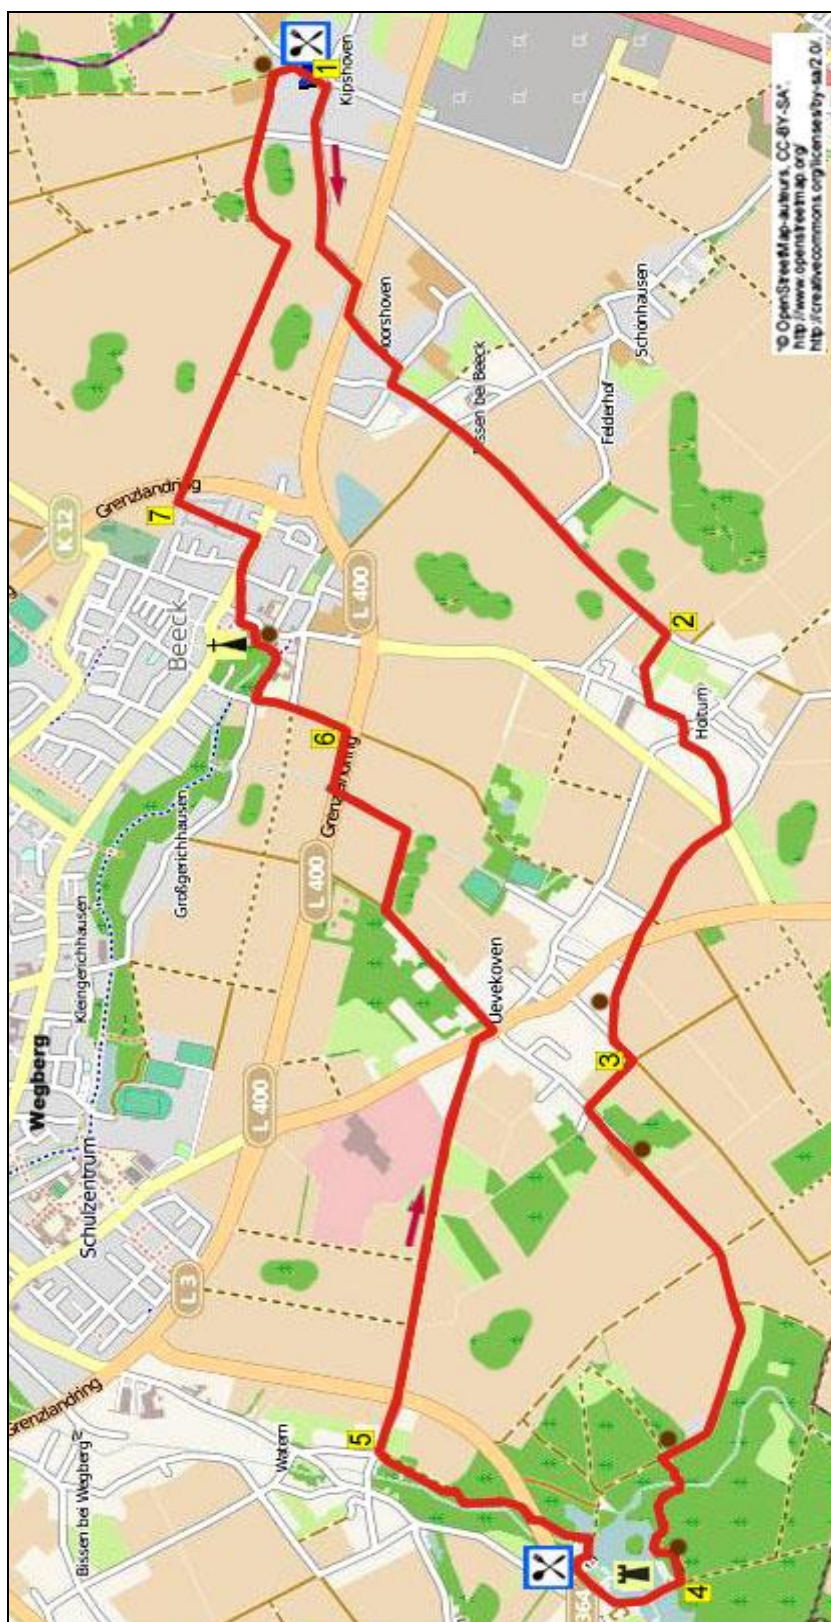 Wegberg
Schulzentrum
Kleingerichhausen
Großgerichhausen
Beeck
K 12
Grenzlandring
7
1
Kipshoven
L 400
6
Grenzlandring
L 400
L 400
L 3
Grenzlandring
Bissen bei Wegberg
Watern
5
Uevekoven
oorshoven
issen bei Beeck
Felderhof
Schönhausen
2
Holtum
3
4
364
"© OpenStreetMap-auteurs, CC-BY-SA",
http://www.openstreetmap.org/
http://creativecommons.org/licenses/by-sa/2.0/.